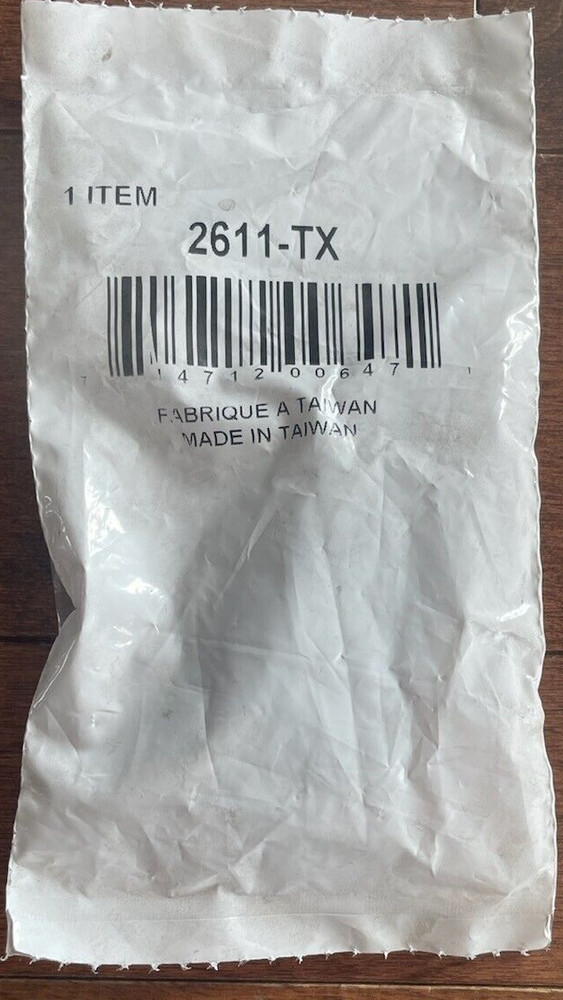 1 ITEM
2611-TX
7 14712 00647 1
FABRIQUE A TAIWAN
MADE IN TAIWAN